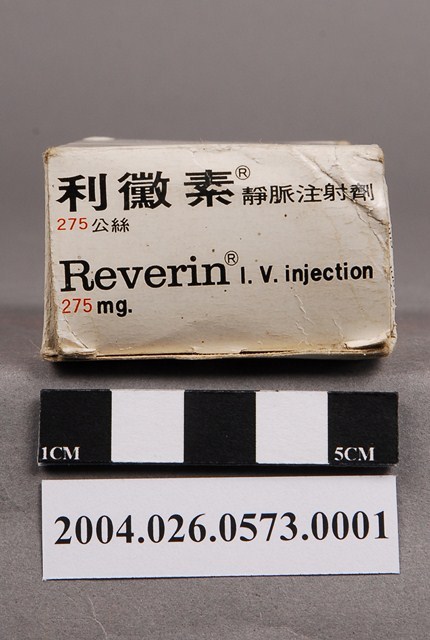 利黴素® 靜脈注射劑
275公絲
Reverin® I. V. injection
275 mg.
1CM 5CM
2004.026.0573.0001